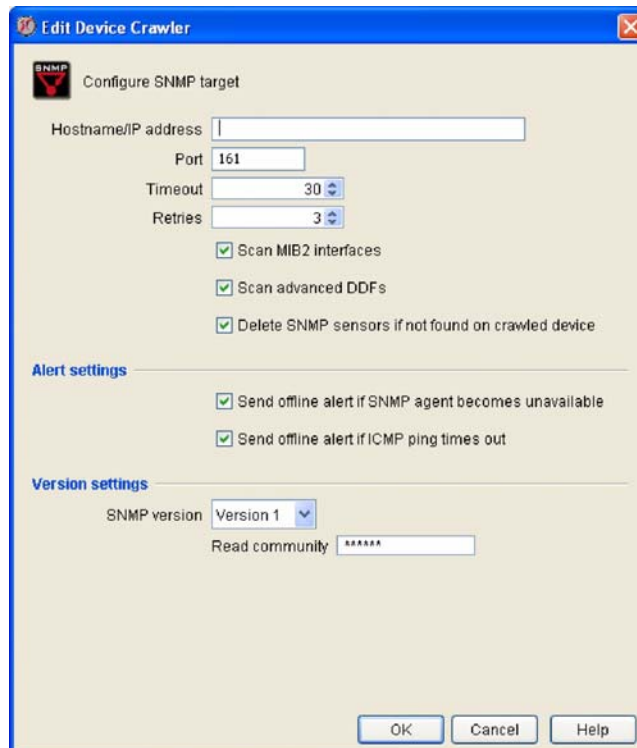 Edit Device Crawler
SNMP
Configure SNMP target
Hostname/IP address
Port 161
Timeout 30
Retries 3
Scan MIB2 interfaces
Scan advanced DDFs
Delete SNMP sensors if not found on crawled device
Alert settings
Send offline alert if SNMP agent becomes unavailable
Send offline alert if ICMP ping times out
Version settings
SNMP version Version 1
Read community ******
OK Cancel Help